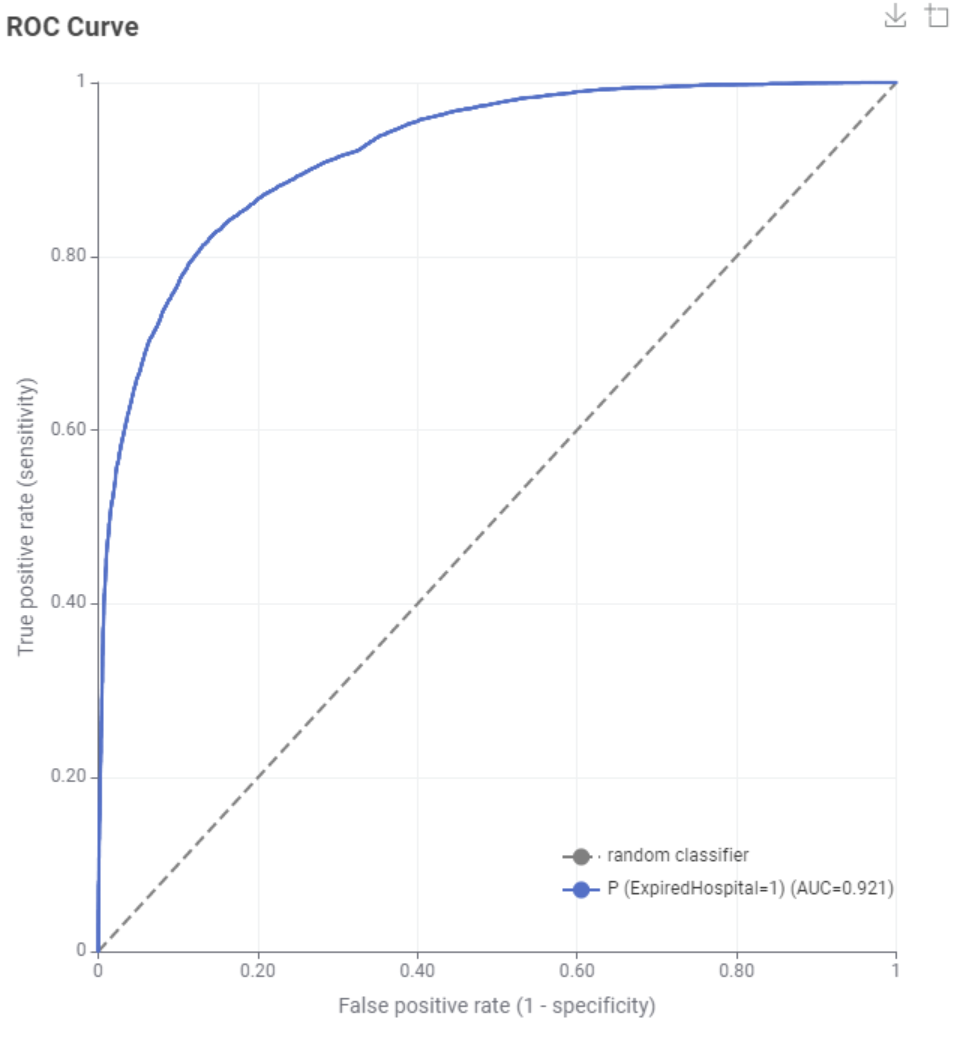 ROC Curve
1
0.80
0.60
0.40
0.20
0
True positive rate (sensitivity)
random classifier
P (ExpiredHospital=1) (AUC=0.921)
0 0.20 0.40 0.60 0.80 1
False positive rate (1 - specificity)